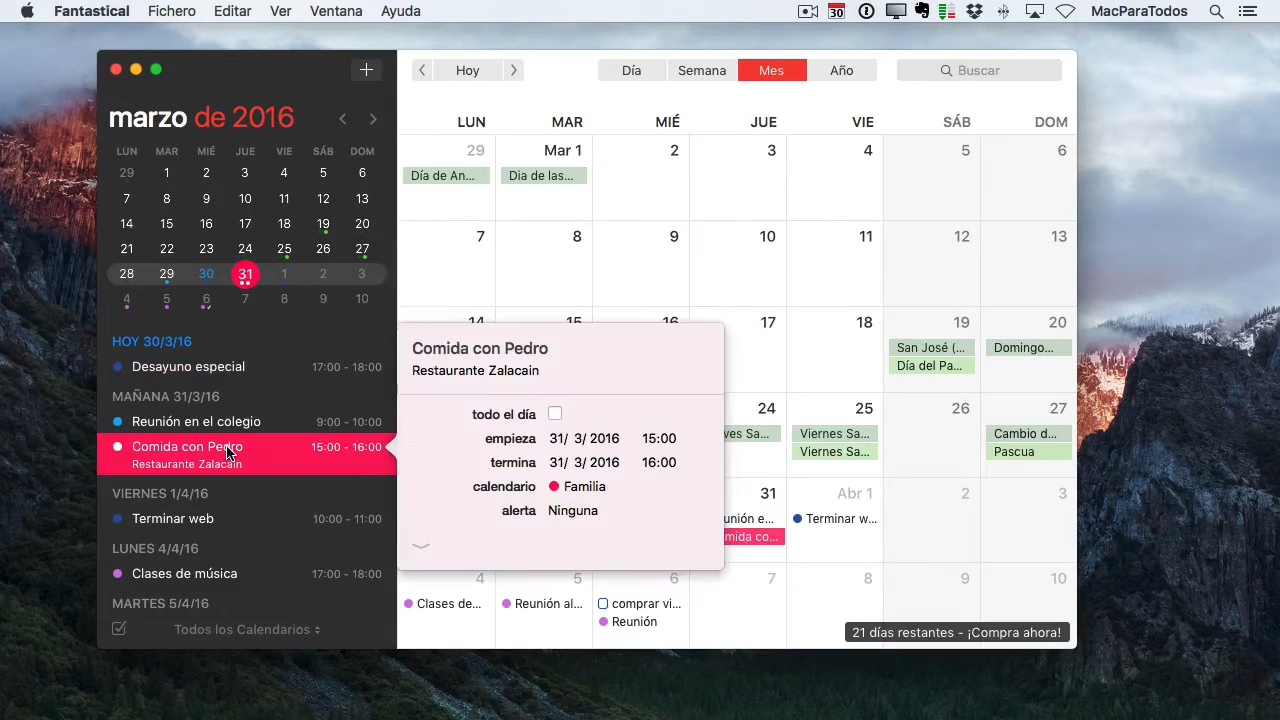 Fantastical Fichero Editar Ver Ventana Ayuda 30 MacParaTodos
Hoy Día Semana Mes Año Buscar
marzo de 2016
LUN MAR MIÉ JUE VIE SÁB DOM
29 1 2 3 4 5 6
7 8 9 10 11 12 13
14 15 16 17 18 19 20
21 22 23 24 25 26 27
28 29 30 31 1 2 3
4 5 6 7 8 9 10
HOY 30/3/16
Desayuno especial 17:00 - 18:00
MAÑANA 31/3/16
Reunión en el colegio 9:00 - 10:00
Comida con Pedro 15:00 - 16:00
Restaurante Zalacain
VIERNES 1/4/16
Terminar web 10:00 - 11:00
LUNES 4/4/16
Clases de música 17:00 - 18:00
MARTES 5/4/16
Todos los Calendarios
LUN MAR MIÉ JUE VIE SÁB DOM
29 Mar 1 2 3 4 5 6
Día de An... Dia de las...
7 8 9 10 11 12 13
14 15 16 17 18 19 20
San José (... Domingo...
Día del Pa...
24 25 26 27
ves Sa... Viernes Sa... Cambio d...
Viernes Sa... Pascua
31 Abr 1 2 3
unión e... Terminar w...
mida co...
4 5 6 7 8 9 10
Clases de... Reunión al... comprar vi...
Reunión
Comida con Pedro
Restaurante Zalacain
todo el día
empieza 31/ 3/ 2016 15:00
termina 31/ 3/ 2016 16:00
calendario Familia
alerta Ninguna
21 días restantes - ¡Compra ahora!